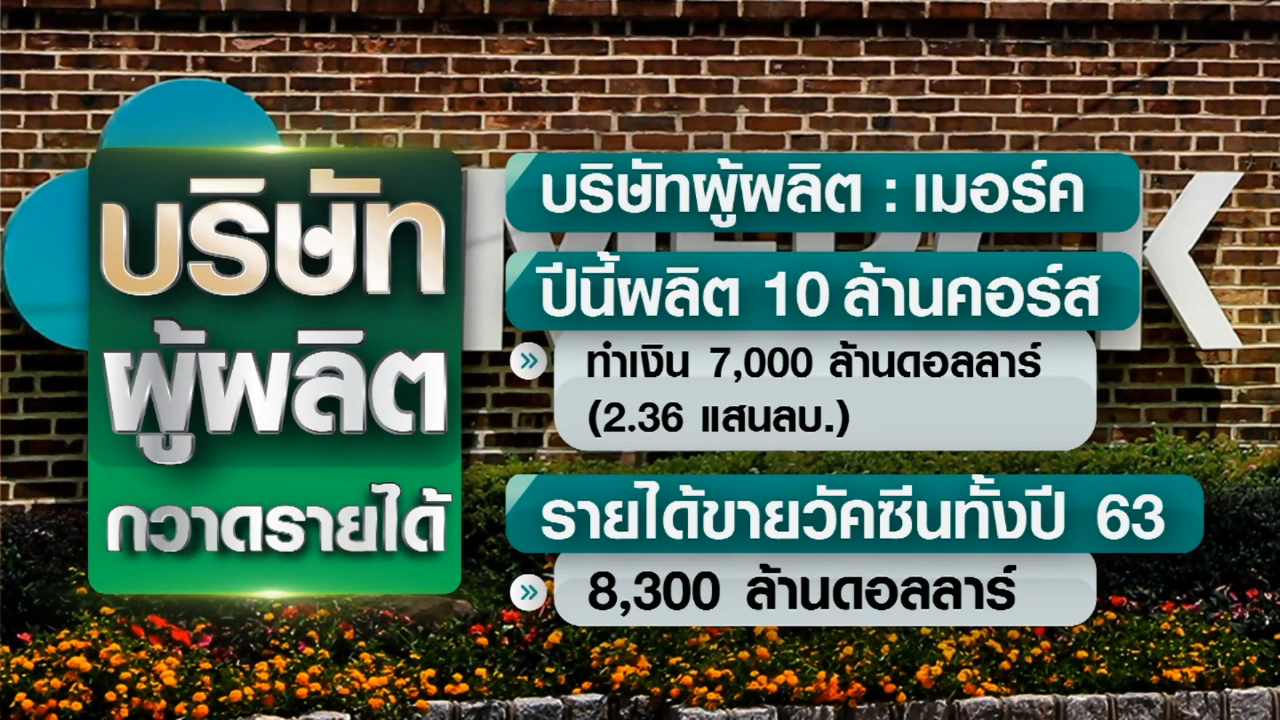 บริษัท
ผู้ผลิต
กวาดรายได้
บริษัทผู้ผลิต : เมอร์ค
ปีนี้ผลิต 10 ล้านคอร์ส
» ทำเงิน 7,000 ล้านดอลลาร์
(2.36 แสนลบ.)
รายได้ขายวัคซีนทั้งปี 63
» 8,300 ล้านดอลลาร์